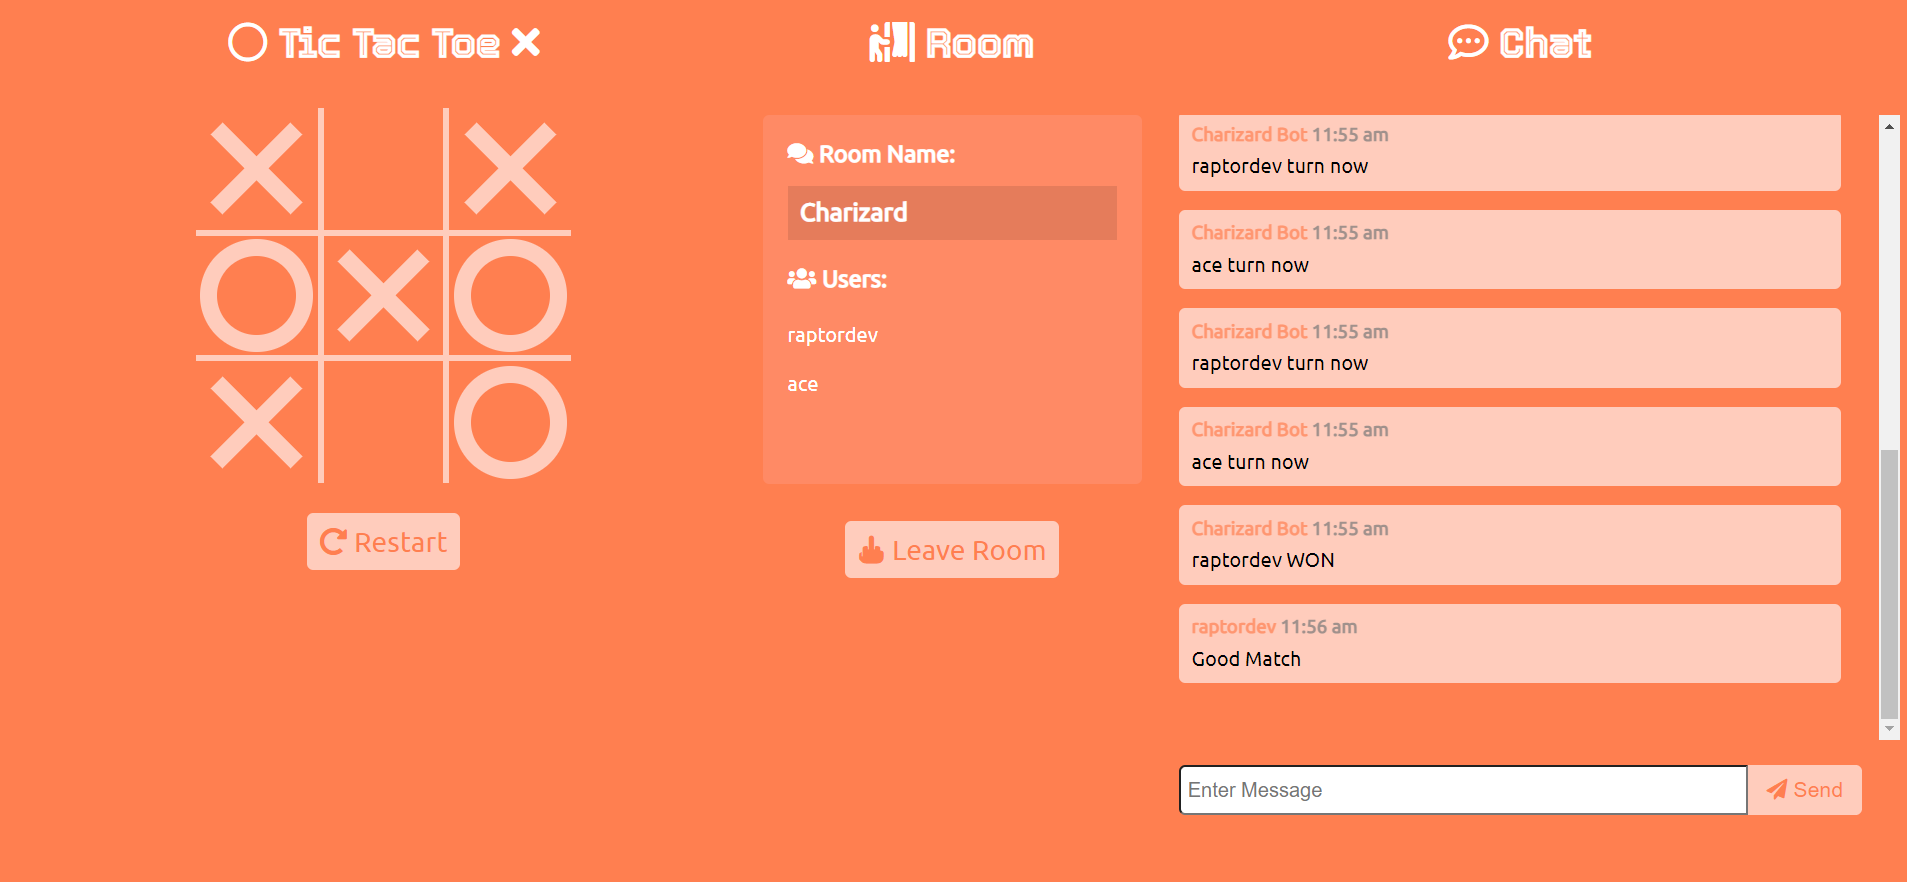 Tic Tac Toe
Room
Chat
Room Name:
Charizard
Users:
raptordev
ace
Restart
Leave Room
Charizard Bot 11:55 am
raptordev turn now
Charizard Bot 11:55 am
ace turn now
Charizard Bot 11:55 am
raptordev turn now
Charizard Bot 11:55 am
ace turn now
Charizard Bot 11:55 am
raptordev WON
raptordev 11:56 am
Good Match
Enter Message
Send